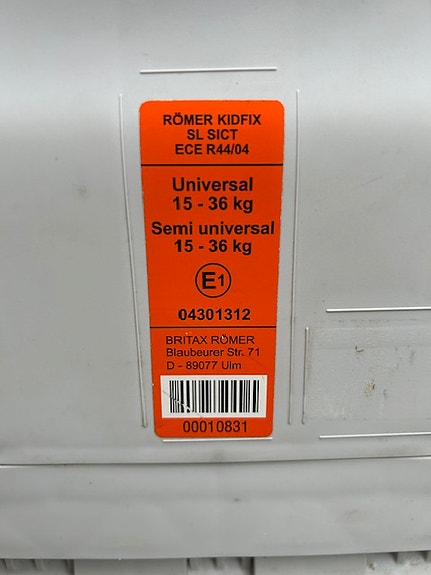 RÖMER KIDFIX
SL SICT
ECE R44/04
Universal
15 - 36 kg
Semi universal
15 - 36 kg
E1
04301312
BRITAX RÖMER
Blaubeurer Str. 71
D - 89077 Ulm
00010831